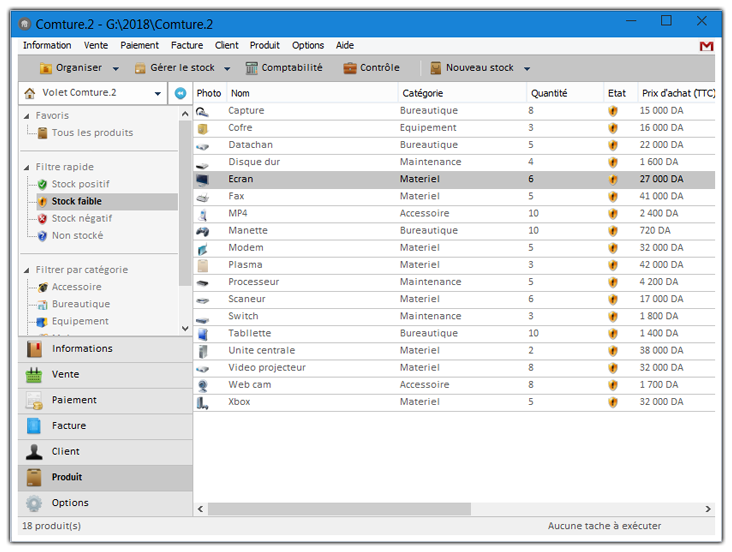 Comture.2 - G:\2018\Comture.2
Information Vente Paiement Facture Client Produit Options Aide
Organiser Gérer le stock Comptabilité Contrôle Nouveau stock
Volet Comture.2
Favoris
Tous les produits
Filtre rapide
Stock positif
Stock faible
Stock négatif
Non stocké
Filtrer par catégorie
Accessoire
Bureautique
Equipement
Informations
Vente
Paiement
Facture
Client
Produit
Options
Photo Nom Catégorie Quantité Etat Prix d'achat (TTC)
Capture Bureautique 8 15 000 DA
Cofre Equipement 3 16 000 DA
Datachan Bureautique 5 22 000 DA
Disque dur Maintenance 4 1 600 DA
Ecran Materiel 6 27 000 DA
Fax Materiel 5 41 000 DA
MP4 Accessoire 10 2 400 DA
Manette Bureautique 10 720 DA
Modem Materiel 5 32 000 DA
Plasma Materiel 3 42 000 DA
Processeur Maintenance 5 4 200 DA
Scaneur Materiel 6 17 000 DA
Switch Maintenance 3 1 800 DA
Tabllette Bureautique 10 1 400 DA
Unite centrale Materiel 2 38 000 DA
Video projecteur Materiel 8 32 000 DA
Web cam Accessoire 8 1 700 DA
Xbox Materiel 5 32 000 DA
18 produit(s) Aucune tache à exécuter